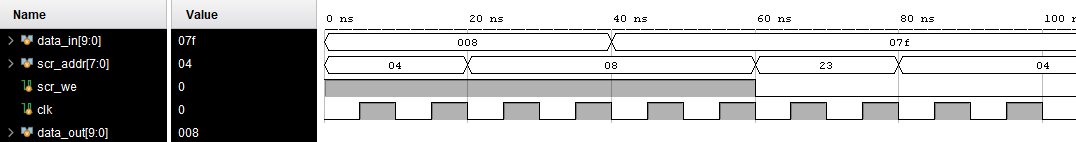 Name Value 0 ns 20 ns 40 ns 60 ns 80 ns 100 n
data_in[9:0] 07f 008 07f
scr_addr[7:0] 04 04 08 23 04
scr_we 0
clk 0
data_out[9:0] 008